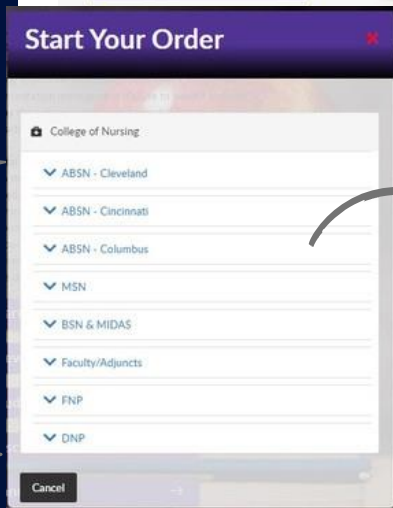 Start Your Order
College of Nursing
ABSN - Cleveland
ABSN - Cincinnati
ABSN - Columbus
MSN
BSN & MIDAS
Faculty/Adjuncts
FNP
DNP
Cancel